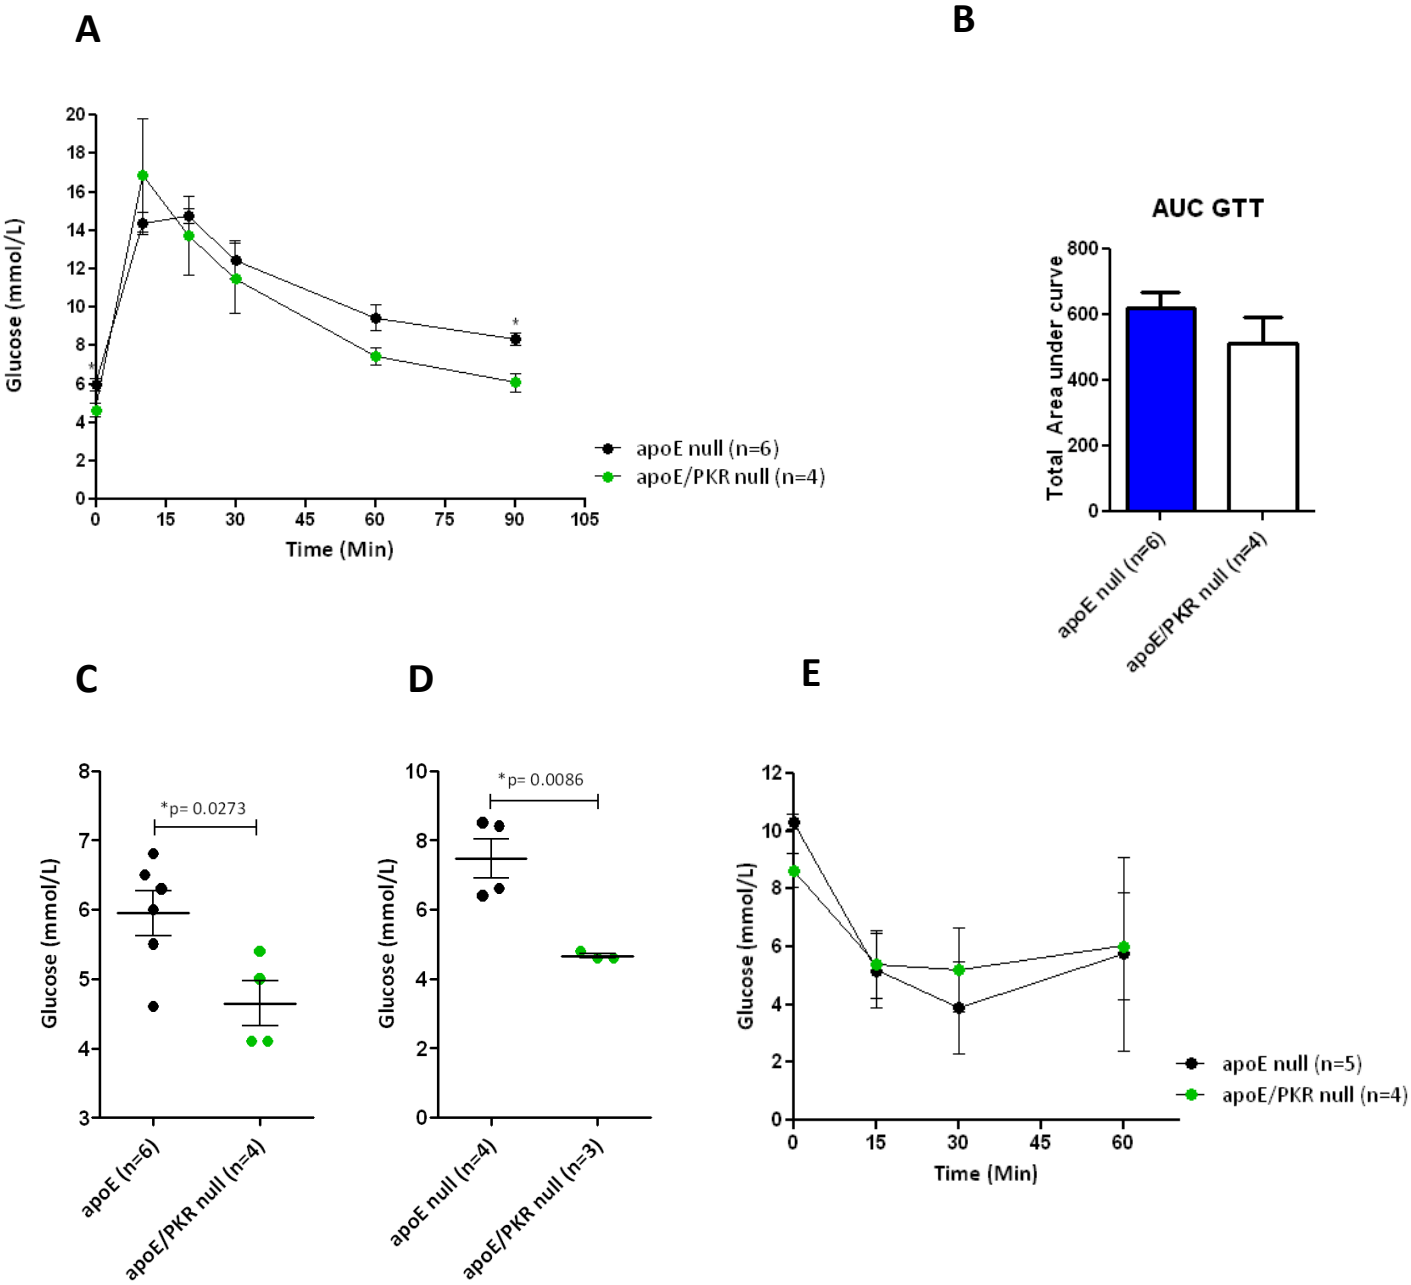 A
20
18
16
14
12
10
8
6
4
2
0
Glucose (mmol/L)
*
*
0 15 30 45 60 75 90 105
Time (Min)
apoE null (n=6)
apoE/PKR null (n=4)
B
AUC GTT
800
600
400
200
0
Total Area under curve
apoE null (n=6)
apoE/PKR null (n=4)
C
8
7
6
5
4
3
Glucose (mmol/L)
*p= 0.0273
apoE (n=6)
apoE/PKR null (n=4)
D
10
8
6
4
2
0
Glucose (mmol/L)
*p= 0.0086
apoE null (n=4)
apoE/PKR null (n=3)
E
12
10
8
6
4
2
0
Glucose (mmol/L)
0 15 30 45 60
Time (Min)
apoE null (n=5)
apoE/PKR null (n=4)